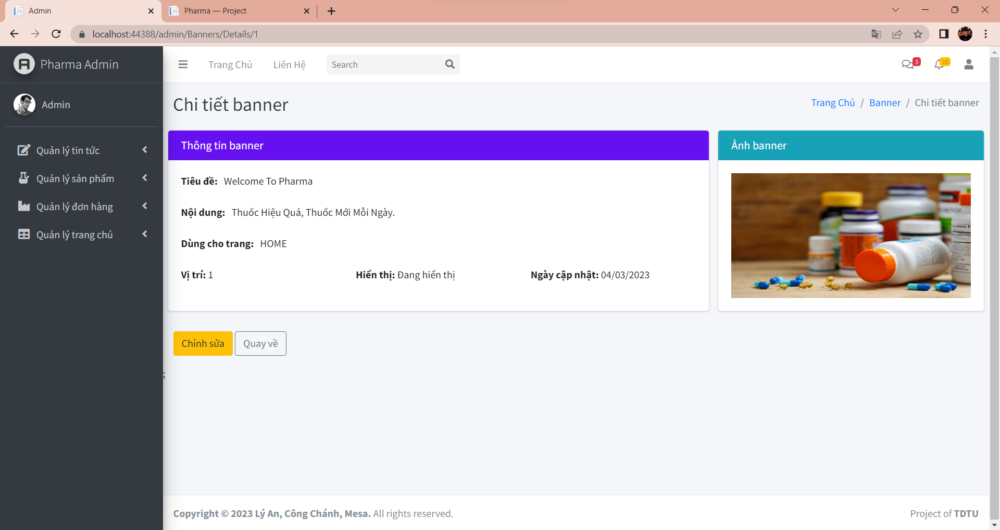 Admin
Pharma — Project
localhost:44388/admin/Banners/Details/1
Pharma Admin
Trang Chủ
Liên Hệ
Search
3
15
Admin
Quản lý tin tức
Quản lý sản phẩm
Quản lý đơn hàng
Quản lý trang chủ
Chi tiết banner
Trang Chủ / Banner / Chi tiết banner
Thông tin banner
Tiêu đề: Welcome To Pharma
Nội dung: Thuốc Hiệu Quả, Thuốc Mới Mỗi Ngày.
Dùng cho trang: HOME
Vị trí: 1 Hiển thị: Đang hiển thị Ngày cập nhật: 04/03/2023
Ảnh banner
Chỉnh sửa
Quay về
;
Copyright © 2023 Lý An, Công Chánh, Mesa. All rights reserved.
Project of TDTU